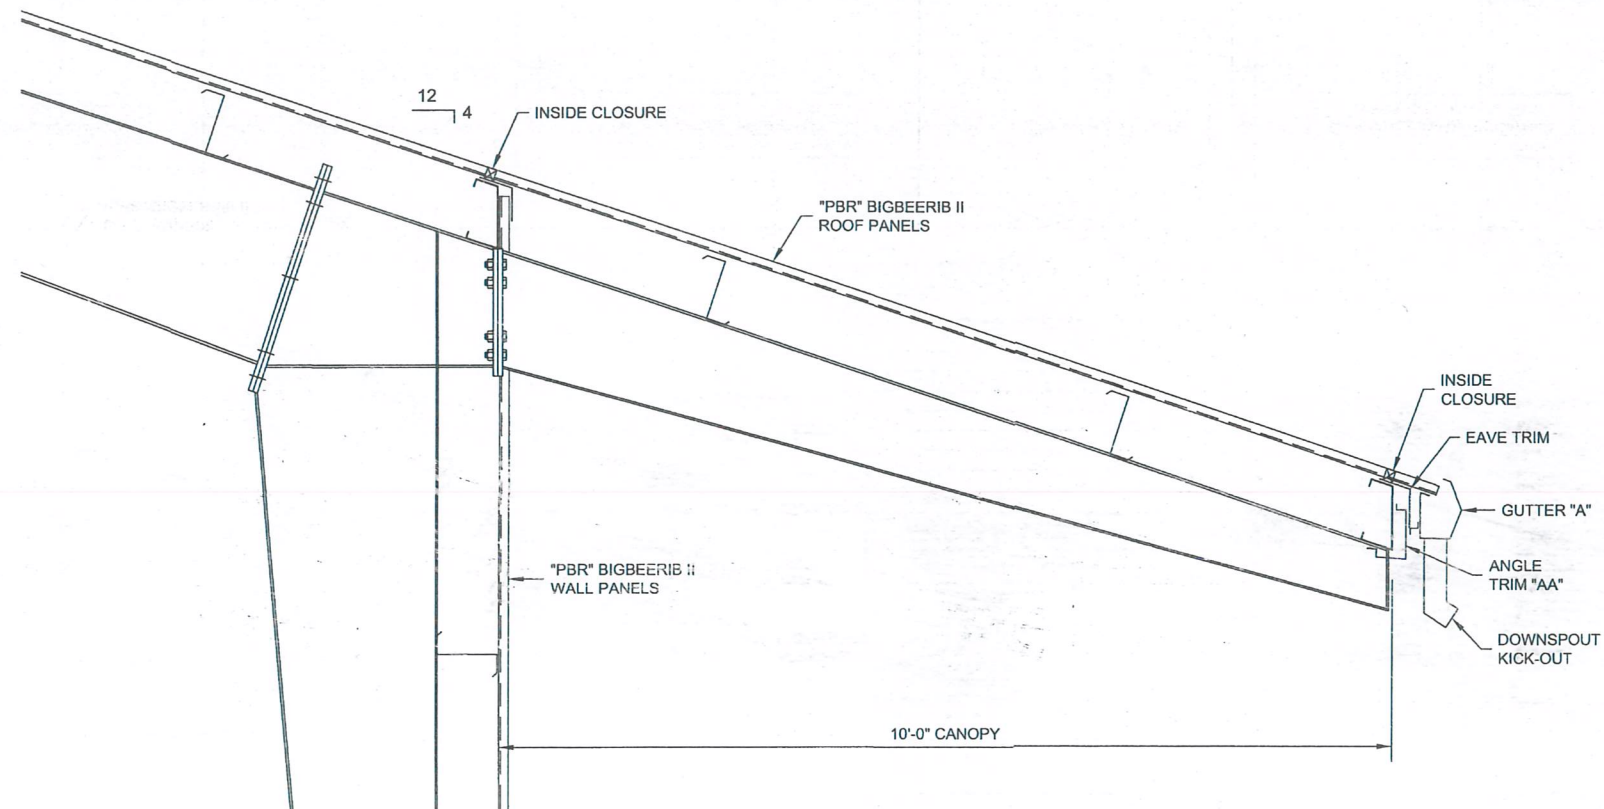 12
4
INSIDE CLOSURE
"PBR" BIGBEERIB II
ROOF PANELS
INSIDE
CLOSURE
EAVE TRIM
GUTTER "A"
ANGLE
TRIM "AA"
"PBR" BIGBEERIB II
WALL PANELS
DOWNSPOUT
KICK-OUT
10'-0" CANOPY